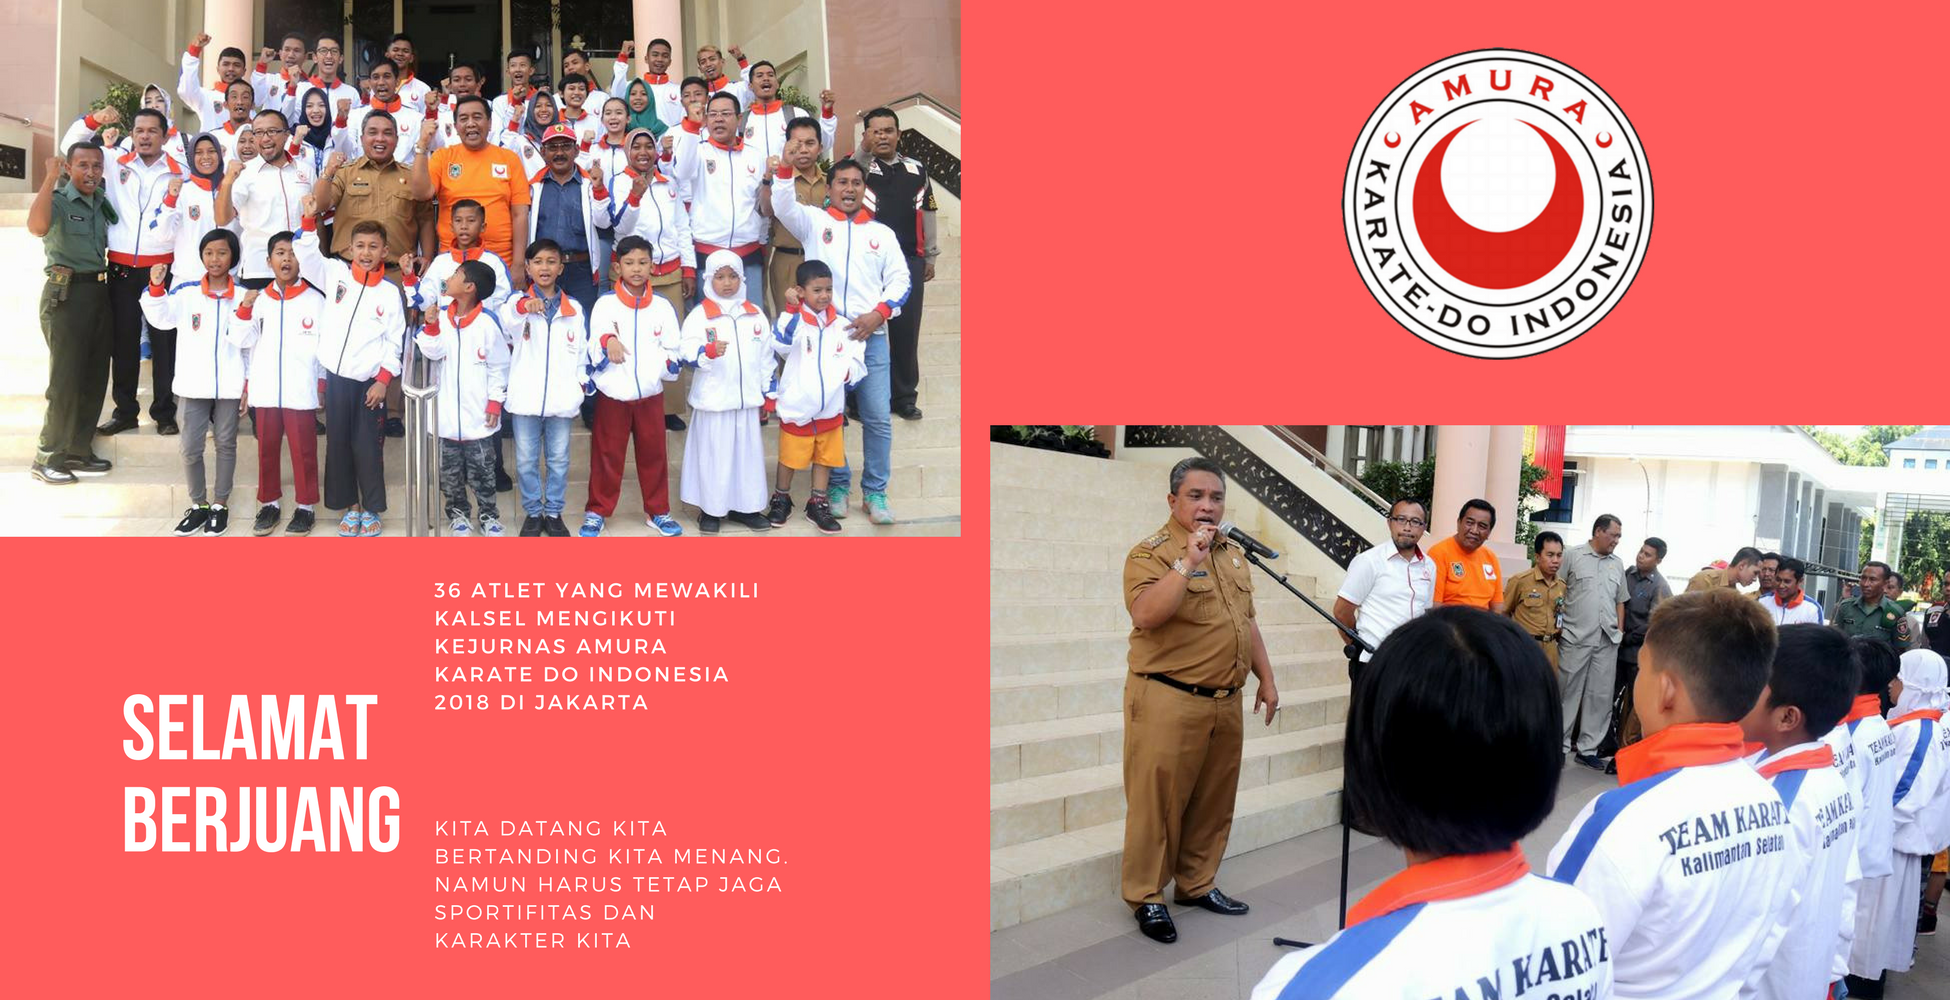 AMURA
KARATE-DO INDONESIA
36 ATLET YANG MEWAKILI
KALSEL MENGIKUTI
KEJURNAS AMURA
KARATE DO INDONESIA
2018 DI JAKARTA
SELAMAT
BERJUANG
KITA DATANG KITA
BERTANDING KITA MENANG.
NAMUN HARUS TETAP JAGA
SPORTIFITAS DAN
KARAKTER KITA
TEAM KARATE
Kalimantan Selatan
KARATE